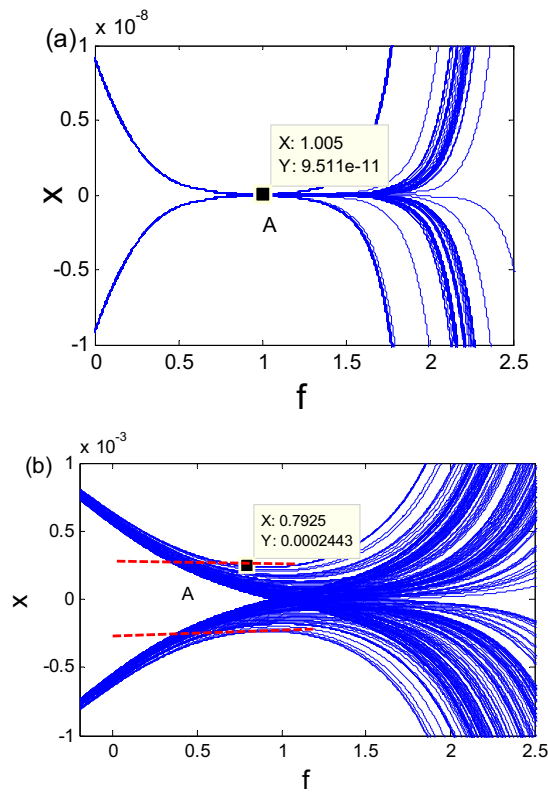 (a)
x 10^-8
1
0.5
0
-0.5
-1
X
X: 1.005
Y: 9.511e-11
A
0 0.5 1 1.5 2 2.5
f
(b)
x 10^-3
1
0.5
0
-0.5
-1
x
X: 0.7925
Y: 0.0002443
A
0 0.5 1 1.5 2 2.5
f